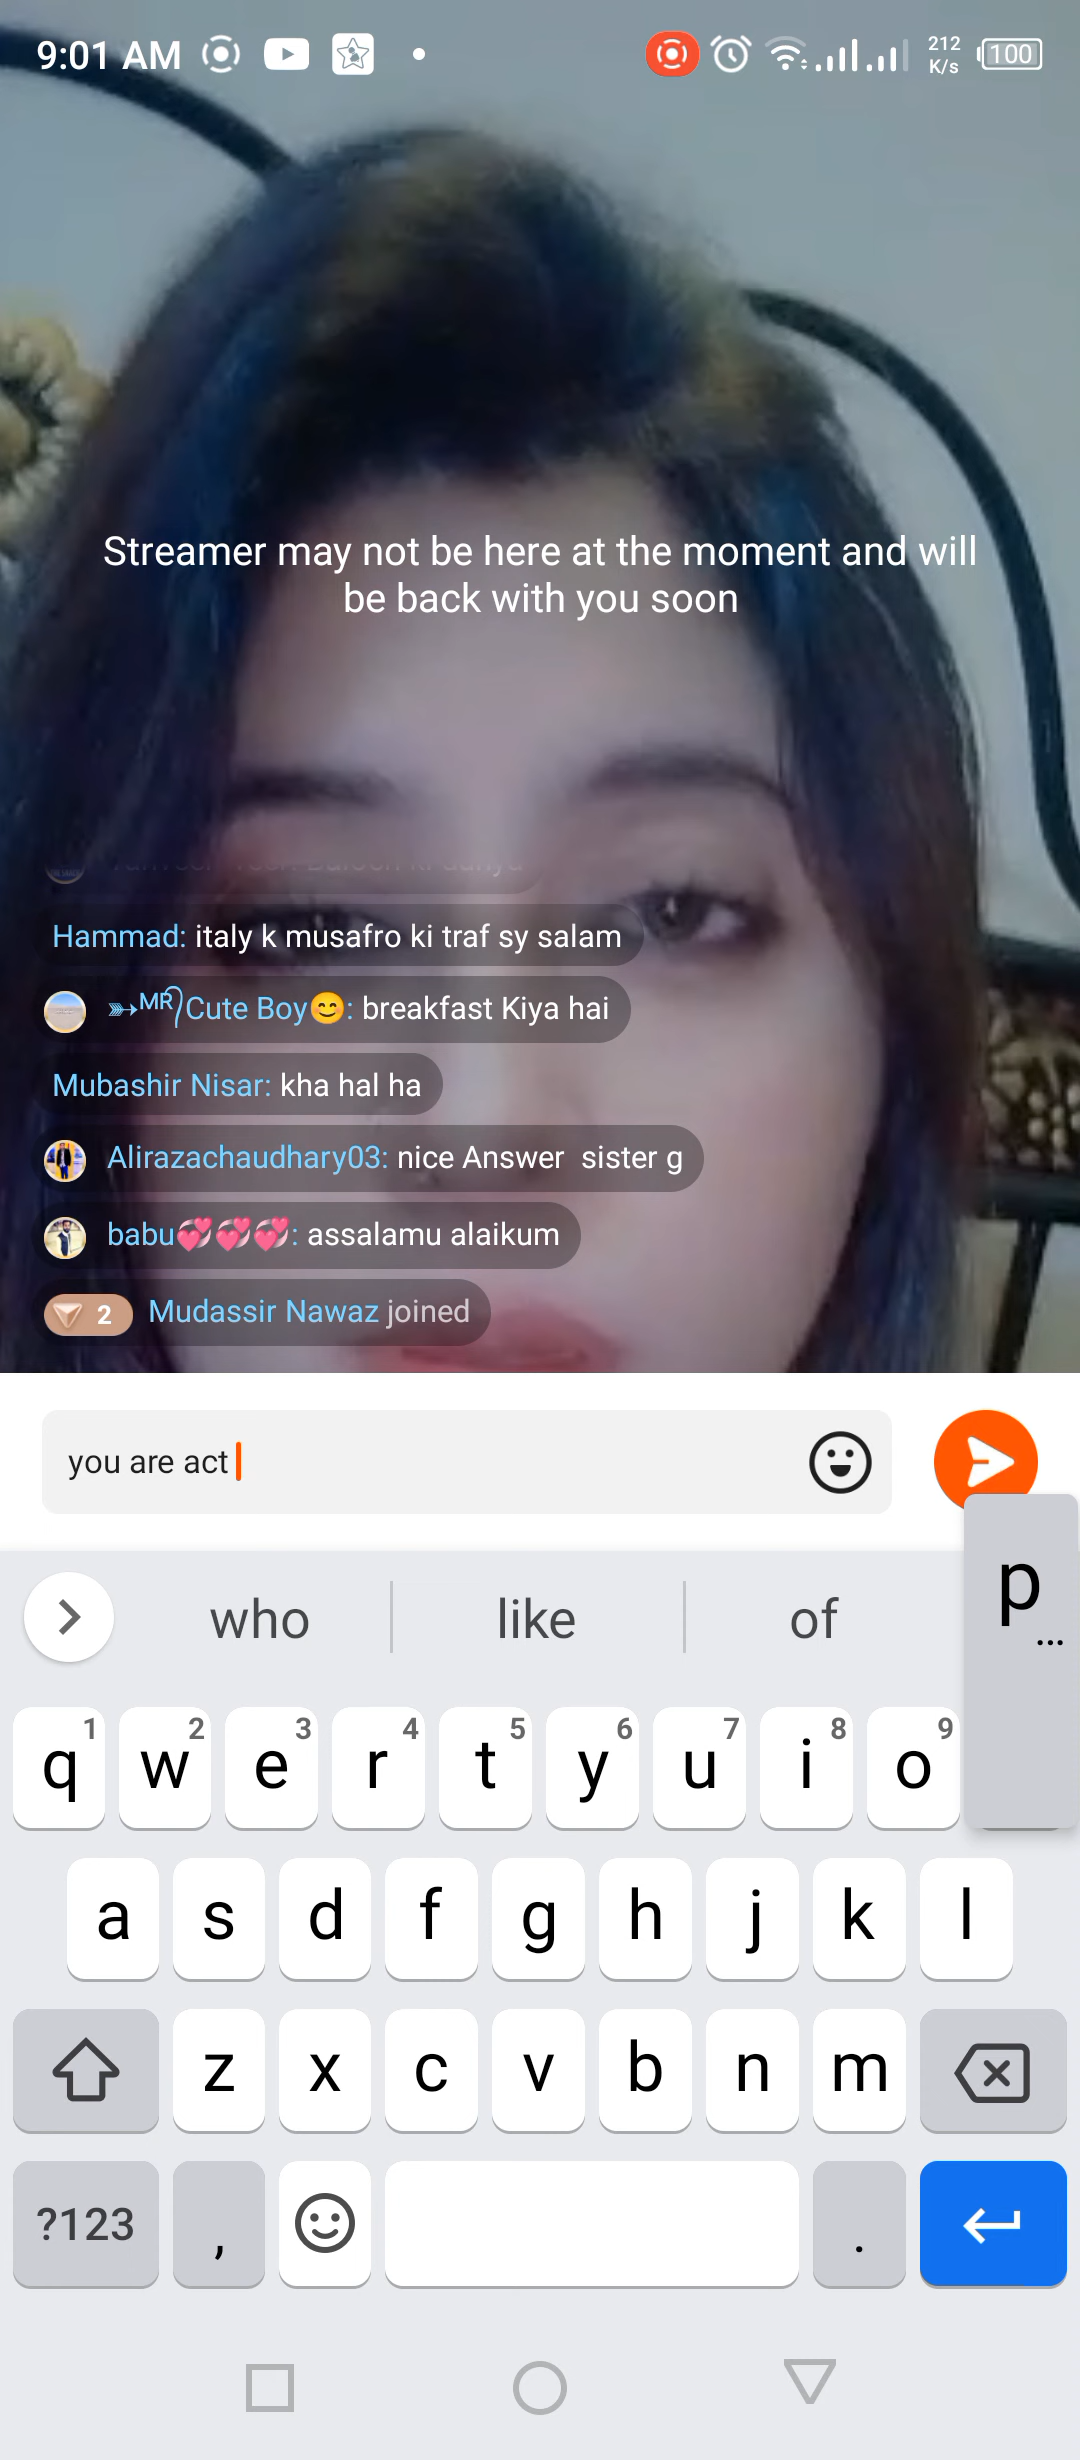 9:01 AM
212
K/s
100
Streamer may not be here at the moment and will
be back with you soon
Hammad: italy k musafro ki traf sy salam
MR Cute Boy😊: breakfast Kiya hai
Mubashir Nisar: kha hal ha
Alirazachaudhary03: nice Answer  sister g
babu💞💞💞: assalamu alaikum
2 Mudassir Nawaz joined
you are act
who like of
p
...
1 2 3 4 5 6 7 8 9
q w e r t y u i o
a s d f g h j k l
z x c v b n m
?123 , .